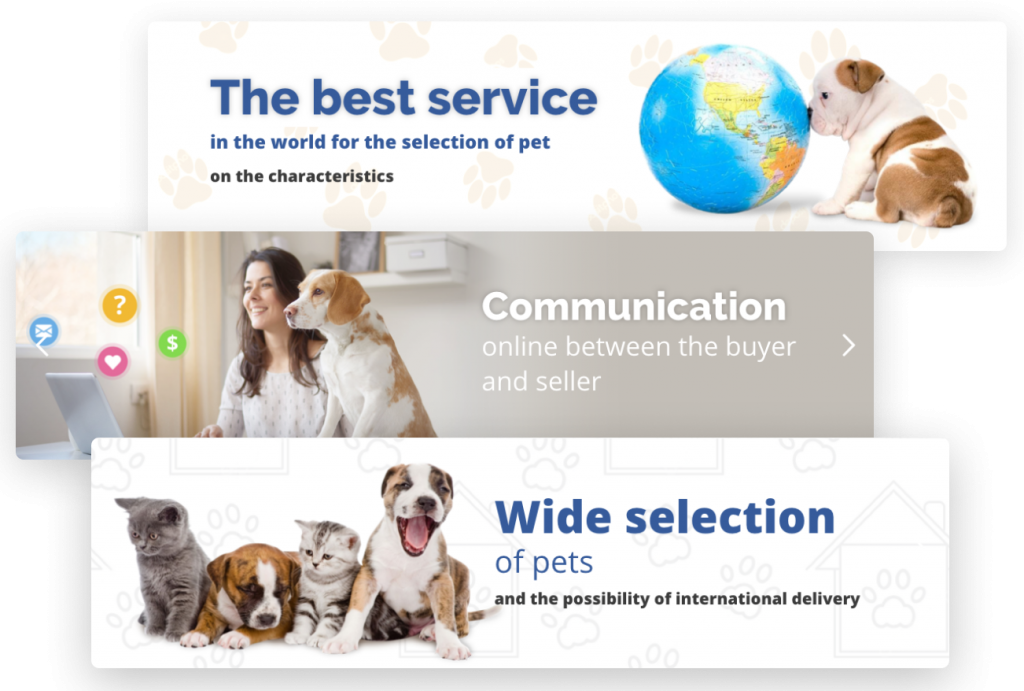 The best service
in the world for the selection of pet
on the characteristics
?
$
Communication
online between the buyer
and seller
Wide selection
of pets
and the possibility of international delivery